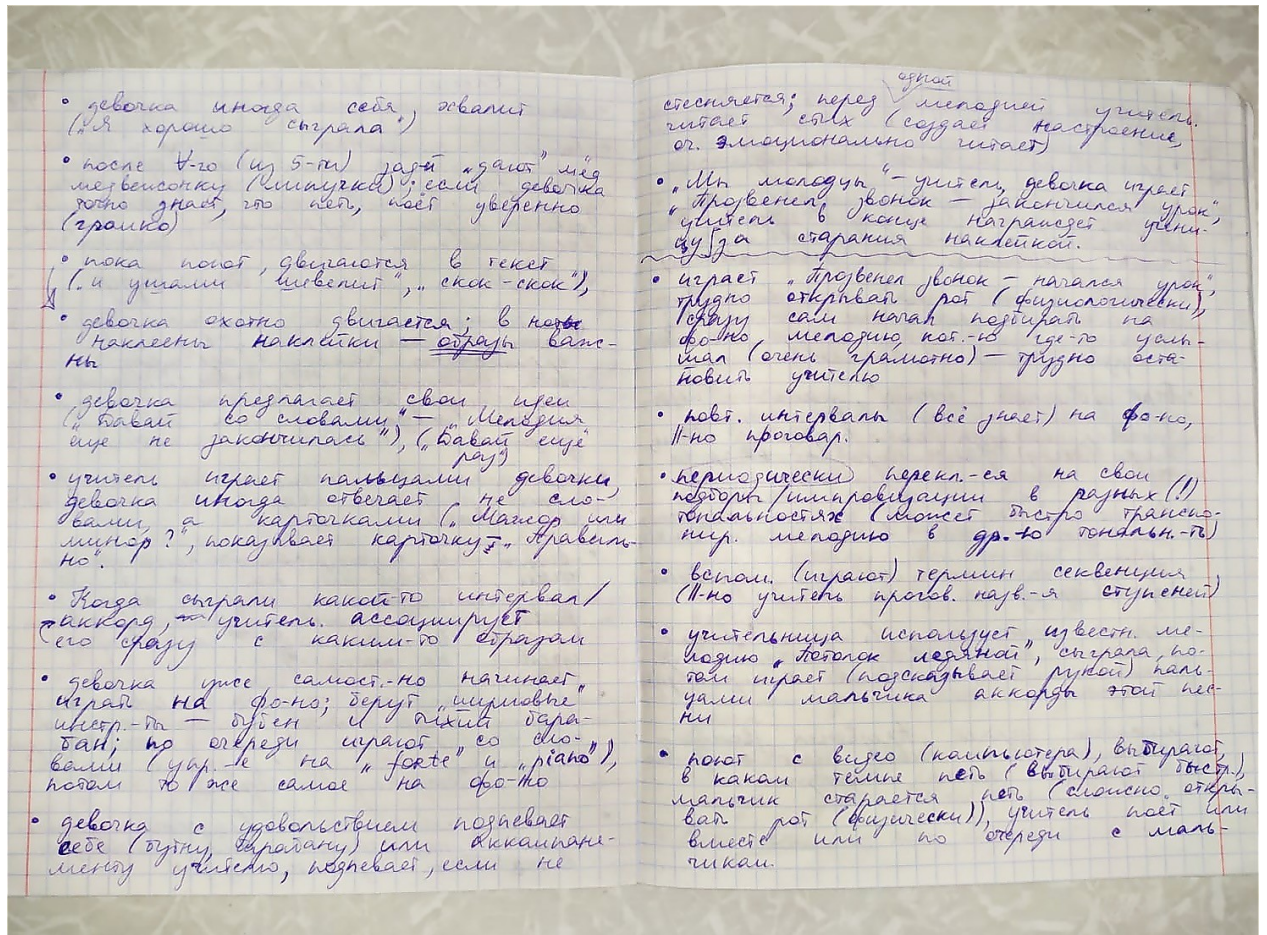 • девочка иногда себя хвалит
(„Я хорошо сыграла")
• после ∀-го (из 5-ти) зад-й „дают" мёд
медвежсочку (липучка); если девочка
точно знает, что петь, поёт уверенно
(громко)
• пока поют, двигаются в текст
(„и ушами шевелит", „скок-скок"),
• девочка охотно двигается, в ноты
наклеены наклейки — образы важ-
ны
• девочка предлагает свои идеи
(„Давай со словами" — „Мелодия
ещё не закончилась"), („Давай ещё
раз")
• учитель играет пальцами девочки,
девочка иногда отвечает не сло-
вами, а карточками („Мажор или
минор?", показывает карточку – „Правиль-
но".
• Когда сыграли какой-то интервал/
аккорд, учитель. ассоциирует
его сразу с каким-то образом
• девочка уже самост.-но начинает
играть на фо-но; берут „шумовые"
инстр.-ты — бубен и тихий бара-
бан; по очереди играют со сло-
вами (упр.-е на „forte" и „piano"),
потом то же самое на фо-но
• девочка с удовольствием подпевает
себе (бубну, барабану) или аккомпане-
менту учителю, подпевает, если не
одной
стесняется; перед мелодией учитель.
читает стих (создаёт настроение,
оч. эмоционально читает)
• „Мы молодцы" – учитель, девочка играет
„Прозвенел звонок — закончился урок",
учитель в конце награждает учени-
цу за старания наклейкой.
• играет „Прозвенел звонок – начался урок",
трудно открывать рот (физиологически),
сразу сам начал подбирать на
фо-но мелодию, кот.-ю где-то услы-
шал (очень грамотно) — трудно оста-
новить учителю
• повт. интервалы (всё знает) на фо-но,
||-но проговар.
• периодически перекл.-ся на свои
подборы/импровизации в разных (!)
тональностях (может быстро транспо-
нир. мелодию в др.-ю тональн.-ть)
• вспом. (играют) термин секвенция
(||-но учитель прогов. назв.-я ступеней)
• учительница использует известн. ме-
лодию „Потолок ледяной", сыграла, по-
том играет (подсказывает рукой) паль-
цами мальчика аккорды этой пес-
ни
• поют с видео (компьютера), выбирают,
в каком темпе петь (выбирают быстр.),
мальчик старается петь (сложно откры-
вать рот (физически)), учитель поёт или
вместе или по очереди с маль-
чиком.